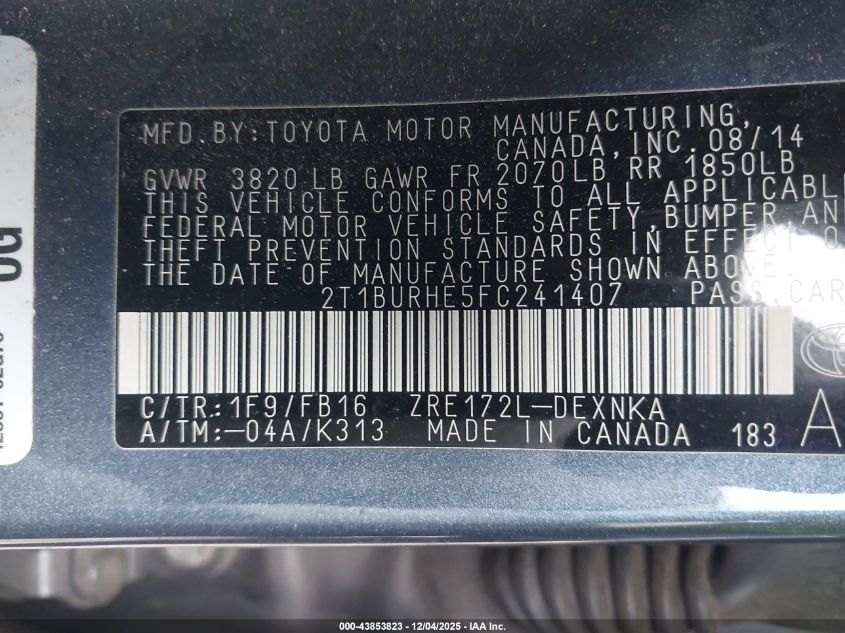 MFD.BY:TOYOTA MOTOR MANUFACTURING,
CANADA,INC.08/14
GVWR 3820LB GAWR FR 2070LB RR 1850LB
THIS VEHICLE CONFORMS TO ALL APPLICABLE
FEDERAL MOTOR VEHICLE SAFETY,BUMPER AN
THEFT PREVENTION STANDARDS IN EFFECT O
THE DATE OF MANUFACTURE SHOWN ABOVE.
2T1BURHE5FC241407 PASS.CAR
C/TR:1F9/FB16 ZRE172L-DEXNKA
A/TM:-04A/K313 MADE IN CANADA 183 A
000-43853823 - 12/04/2025 - IAA Inc.